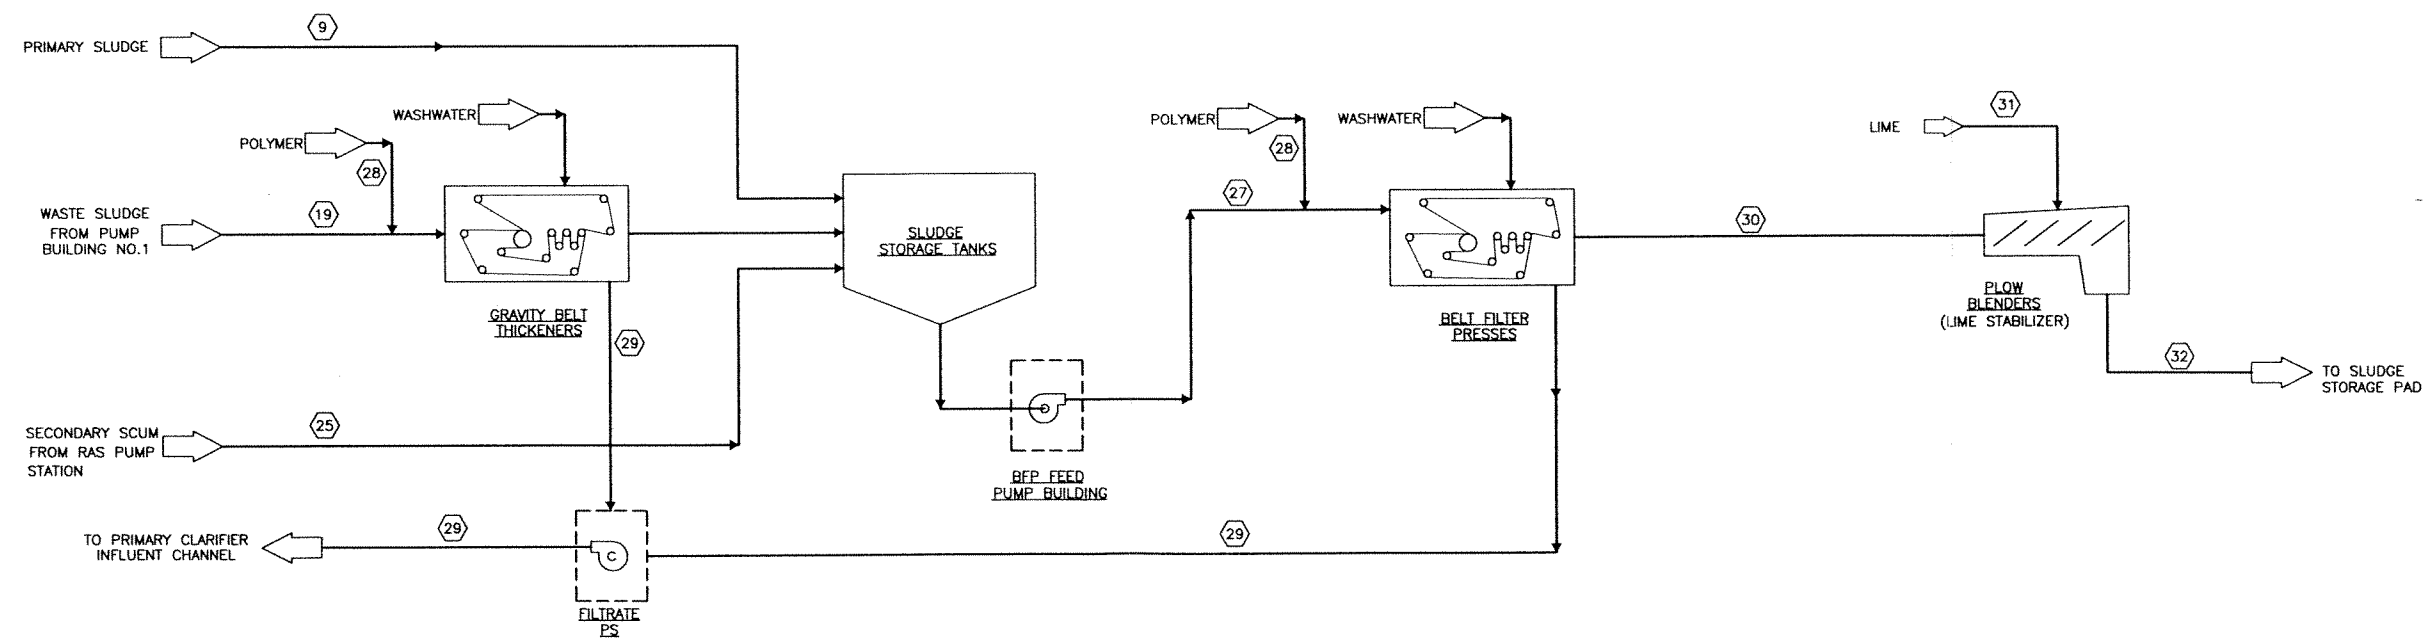 9
PRIMARY SLUDGE
WASHWATER
POLYMER
28
19
WASTE SLUDGE
FROM PUMP
BUILDING NO.1
GRAVITY BELT
THICKENERS
29
25
SECONDARY SCUM
FROM RAS PUMP
STATION
29
TO PRIMARY CLARIFIER
INFLUENT CHANNEL
C
FILTRATE
PS
SLUDGE
STORAGE TANKS
BFP FEED
PUMP BUILDING
POLYMER
28
27
WASHWATER
BELT FILTER
PRESSES
29
30
31
LIME
PLOW
BLENDERS
(LIME STABILIZER)
32
TO SLUDGE
STORAGE PAD